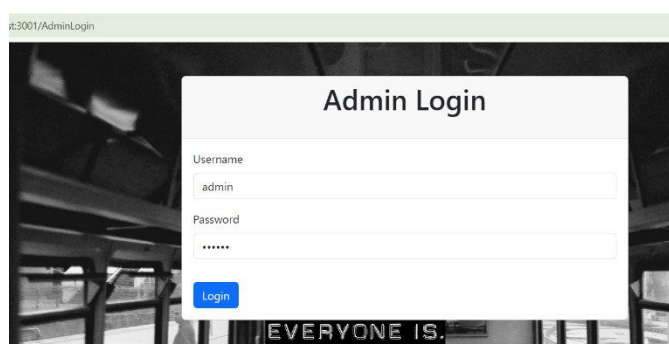 st:3001/AdminLogin
Admin Login
Username
admin
Password
••••••
Login
EVERYONE IS.